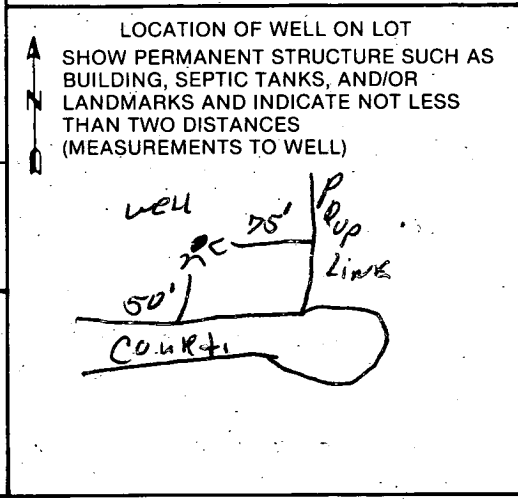 LOCATION OF WELL ON LOT
SHOW PERMANENT STRUCTURE SUCH AS
BUILDING, SEPTIC TANKS, AND/OR
N LANDMARKS AND INDICATE NOT LESS
THAN TWO DISTANCES
(MEASUREMENTS TO WELL)
well
75'
PROP
LINE
50'